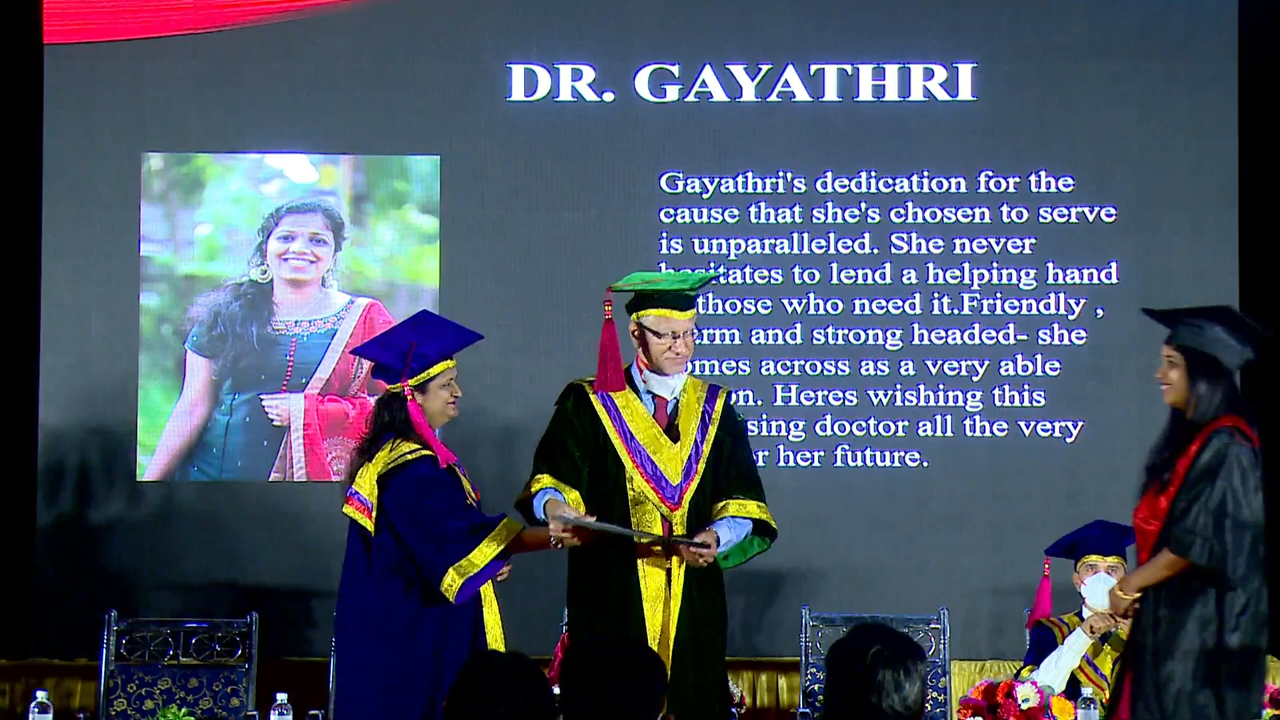 DR. GAYATHRI
Gayathri's dedication for the
cause that she's chosen to serve
is unparalleled. She never
hesitates to lend a helping hand
those who need it.Friendly ,
and strong headed- she
across as a very able
Heres wishing this
doctor all the very
her future.